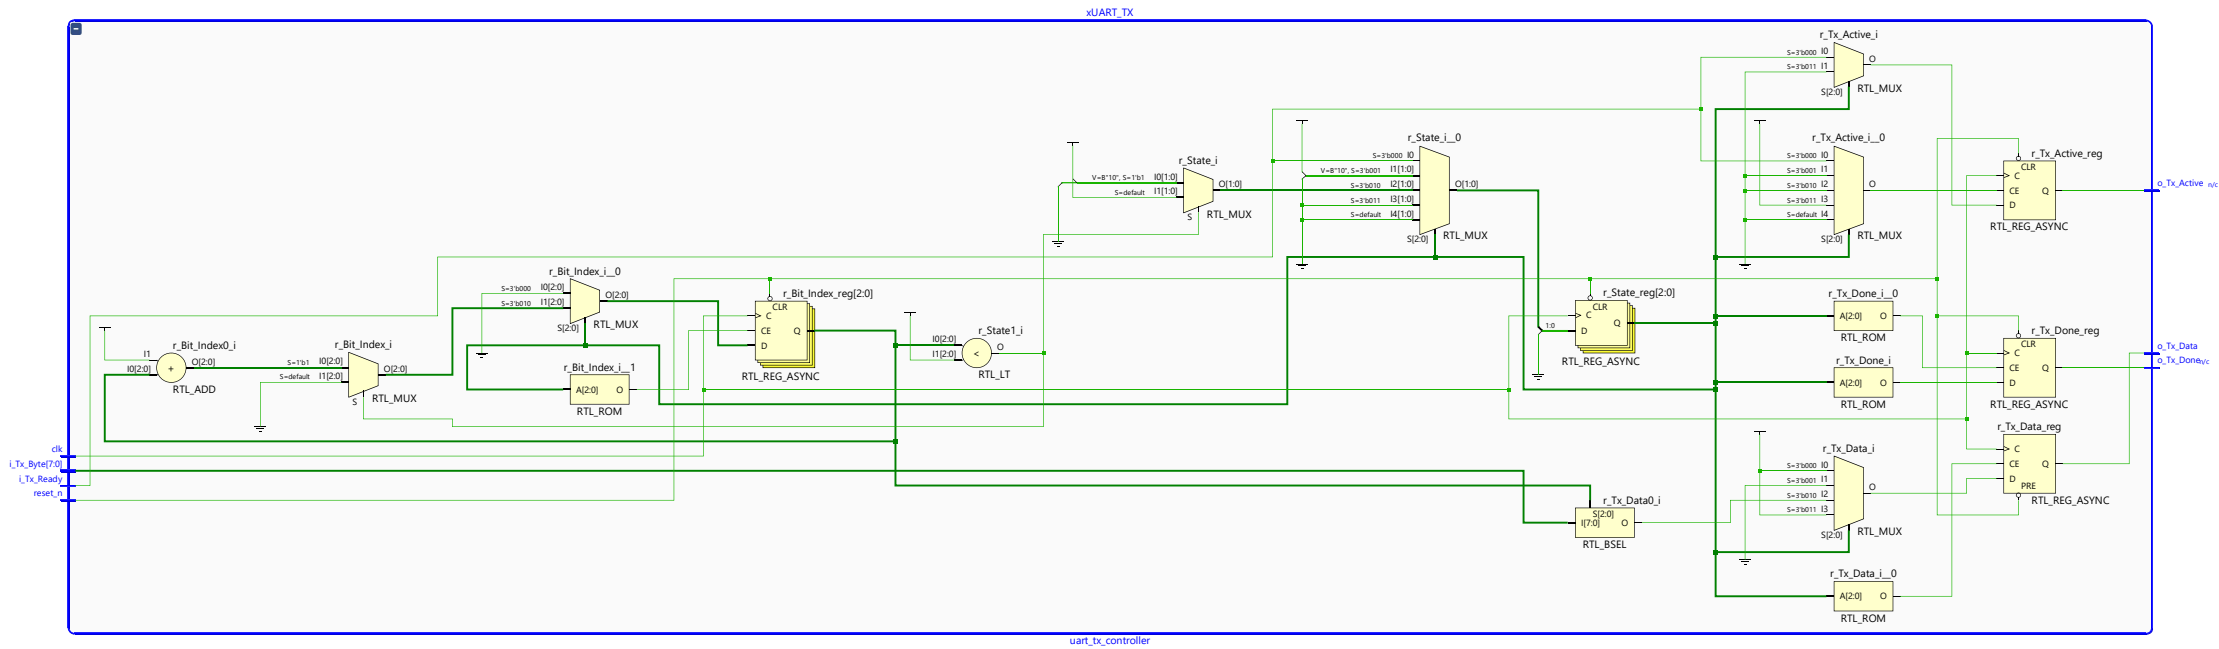 xUART_TX
r_Tx_Active_i
S=3'b000 I0
S=3'b011 I1
O
S[2:0]
RTL_MUX
r_State_i
V=B"10", S=1'b1 I0[1:0]
S=default I1[1:0]
O[1:0]
S
RTL_MUX
r_State_i__0
S=3'b000 I0
V=B"10", S=3'b001 I1[1:0]
S=3'b010 I2[1:0]
S=3'b011 I3[1:0]
S=default I4[1:0]
O[1:0]
S[2:0]
RTL_MUX
r_Tx_Active_i__0
S=3'b000 I0
S=3'b001 I1
S=3'b010 I2
S=3'b011 I3
S=default I4
O
S[2:0]
RTL_MUX
r_Tx_Active_reg
CLR
C
CE
D
Q
RTL_REG_ASYNC
o_Tx_Active n/c
r_Bit_Index0_i
I1
I0[2:0]
+
O[2:0]
RTL_ADD
r_Bit_Index_i
S=1'b1 I0[2:0]
S=default I1[2:0]
O[2:0]
S
RTL_MUX
r_Bit_Index_i__0
S=3'b000 I0[2:0]
S=3'b010 I1[2:0]
O[2:0]
S[2:0]
RTL_MUX
r_Bit_Index_i__1
A[2:0] O
RTL_ROM
r_Bit_Index_reg[2:0]
CLR
C
CE
D
Q
RTL_REG_ASYNC
r_State1_i
I0[2:0]
I1[2:0]
<
O
RTL_LT
r_State_reg[2:0]
CLR
C
1:0
D
Q
RTL_REG_ASYNC
r_Tx_Done_i__0
A[2:0] O
RTL_ROM
r_Tx_Done_i
A[2:0] O
RTL_ROM
r_Tx_Done_reg
CLR
C
CE
D
Q
RTL_REG_ASYNC
o_Tx_Data
o_Tx_Done n/c
r_Tx_Data_reg
C
CE
D
PRE
Q
RTL_REG_ASYNC
clk
i_Tx_Byte[7:0]
i_Tx_Ready
reset_n
r_Tx_Data0_i
S[2:0]
I[7:0] O
RTL_BSEL
r_Tx_Data_i
S=3'b000 I0
S=3'b001 I1
S=3'b010 I2
S=3'b011 I3
O
S[2:0]
RTL_MUX
r_Tx_Data_i__0
A[2:0] O
RTL_ROM
uart_tx_controller